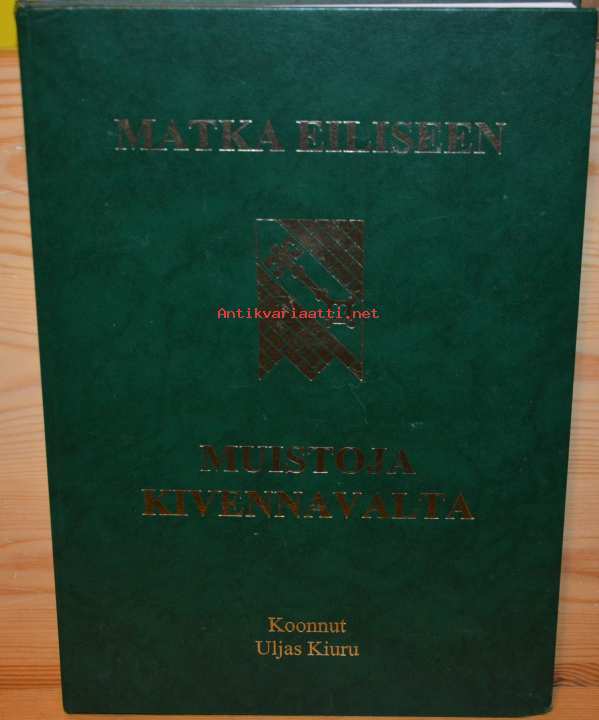 MATKA EILISEEN
Antikvariaatti.net
MUISTOJA
KIVENNAVALTA
Koonnut
Uljas Kiuru